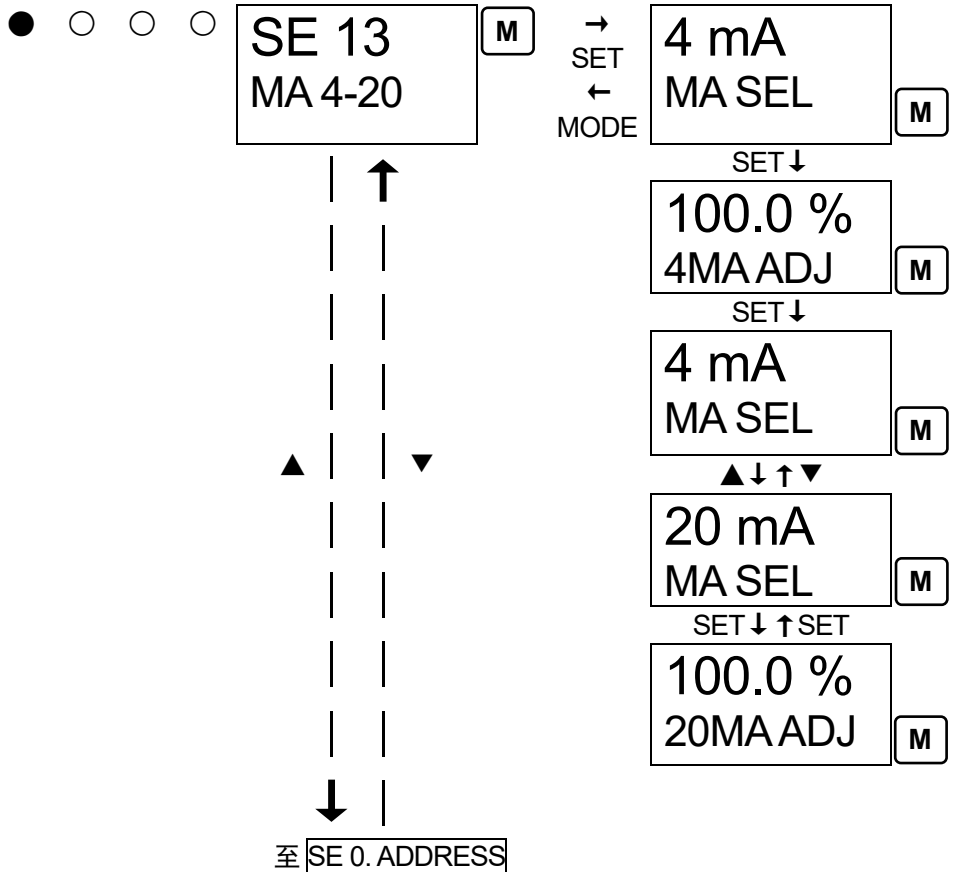 SE 13
MA 4-20
M
→
SET
←
MODE
4 mA
MA SEL
M
SET↓
100.0 %
4MA ADJ
M
SET↓
4 mA
MA SEL
M
▲↓↑▼
20 mA
MA SEL
M
SET↓↑SET
100.0 %
20MA ADJ
M
▲ ▼
至 SE 0. ADDRESS